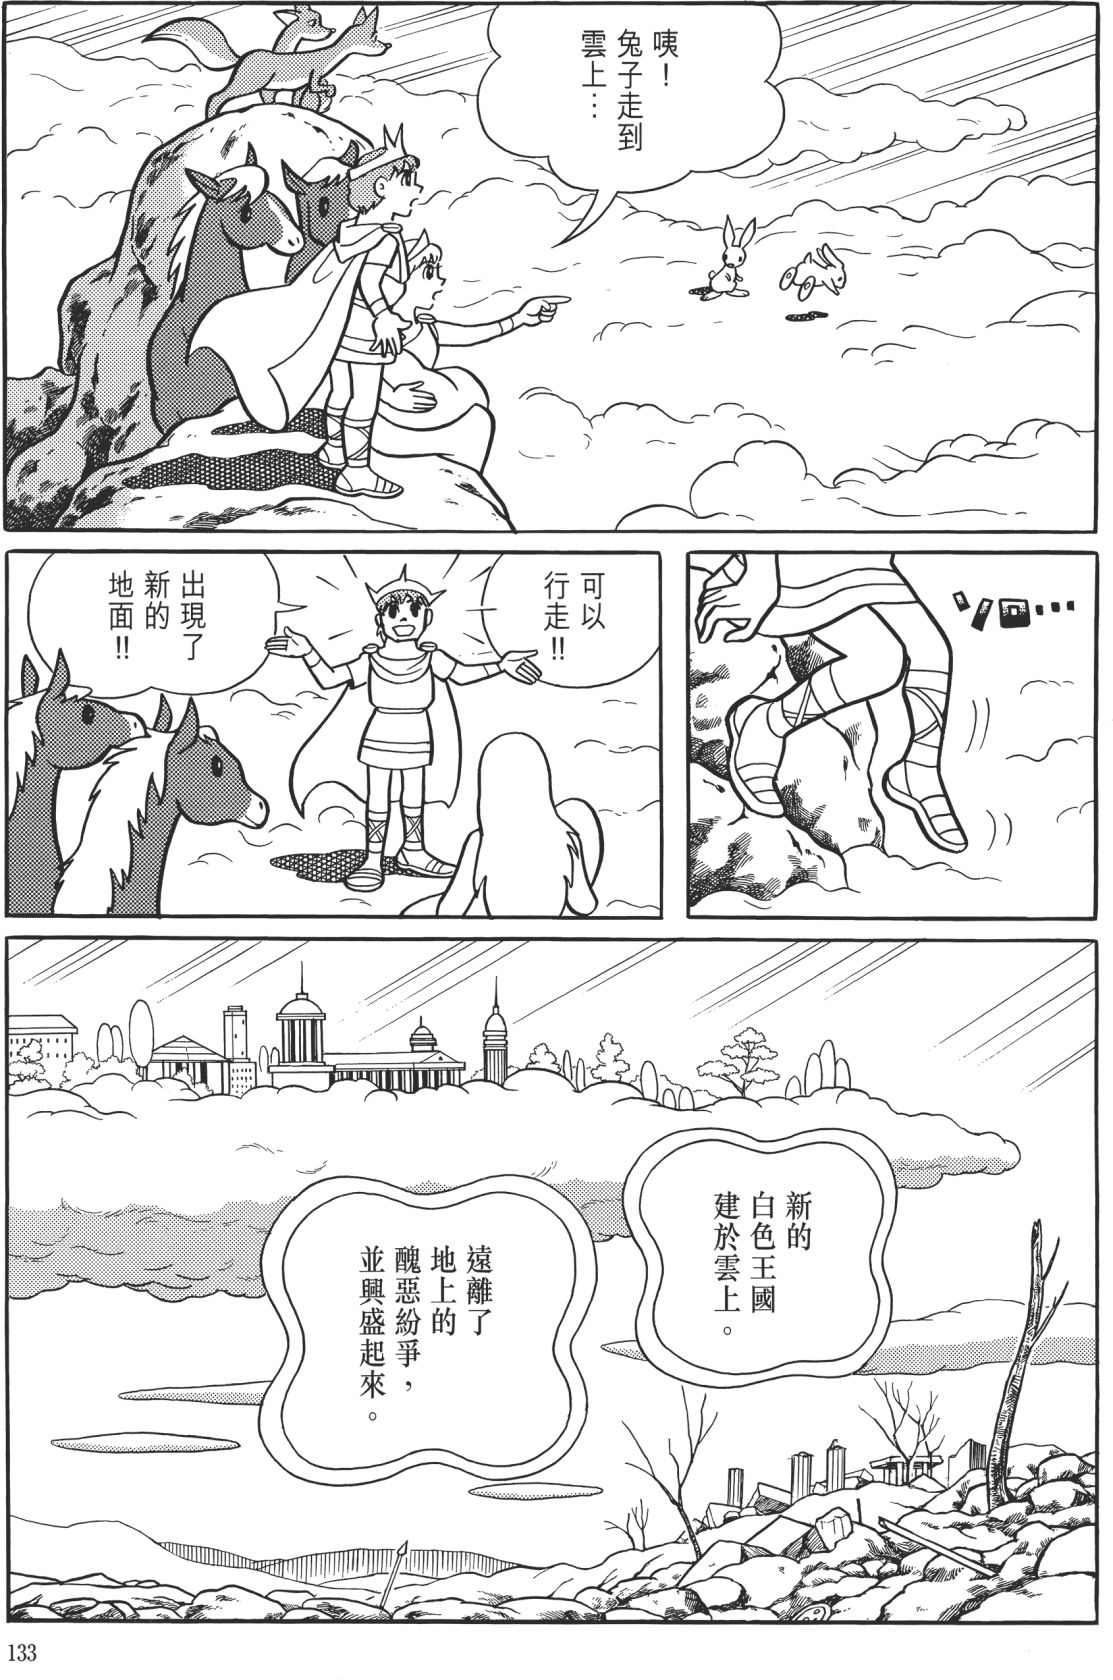 咦！
兔子走到
雲上…
ソロ…
可以
行走!!
出現了
新的
地面!!
新的
白色王國
建於雲上。
遠離了
地上的
醜惡紛爭，
並興盛起來。
133